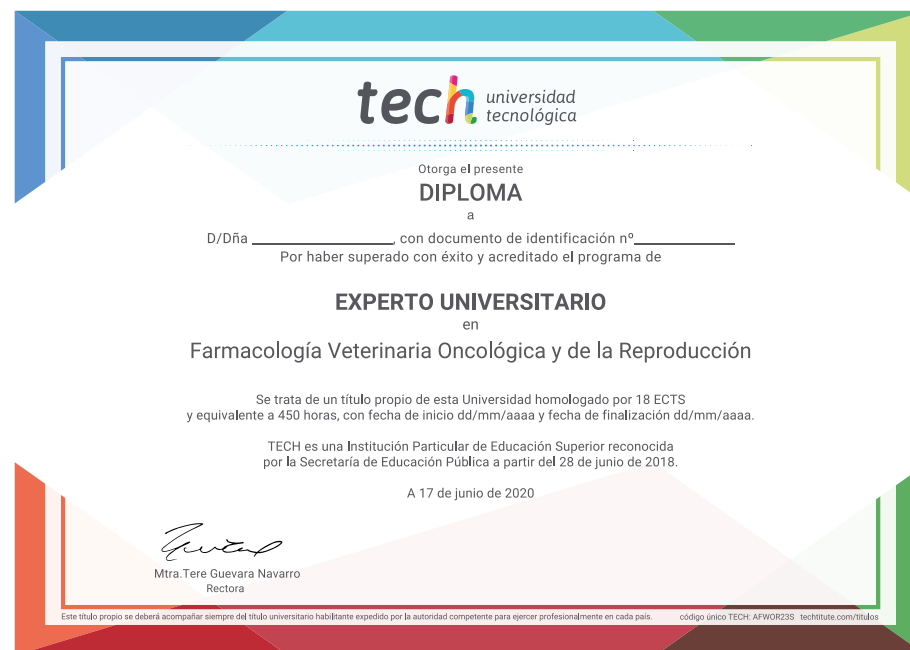 tech universidad
tecnológica
Otorga el presente
DIPLOMA
a
D/Dña ________________, con documento de identificación nº____________
Por haber superado con éxito y acreditado el programa de
EXPERTO UNIVERSITARIO
en
Farmacología Veterinaria Oncológica y de la Reproducción
Se trata de un título propio de esta Universidad homologado por 18 ECTS
y equivalente a 450 horas, con fecha de inicio dd/mm/aaaa y fecha de finalización dd/mm/aaaa.
TECH es una Institución Particular de Educación Superior reconocida
por la Secretaría de Educación Pública a partir del 28 de junio de 2018.
A 17 de junio de 2020
Mtra.Tere Guevara Navarro
Rectora
Este título propio se deberá acompañar siempre del título universitario habilitante expedido por la autoridad competente para ejercer profesionalmente en cada país. código único TECH: AFWOR23S techtitute.com/titulos